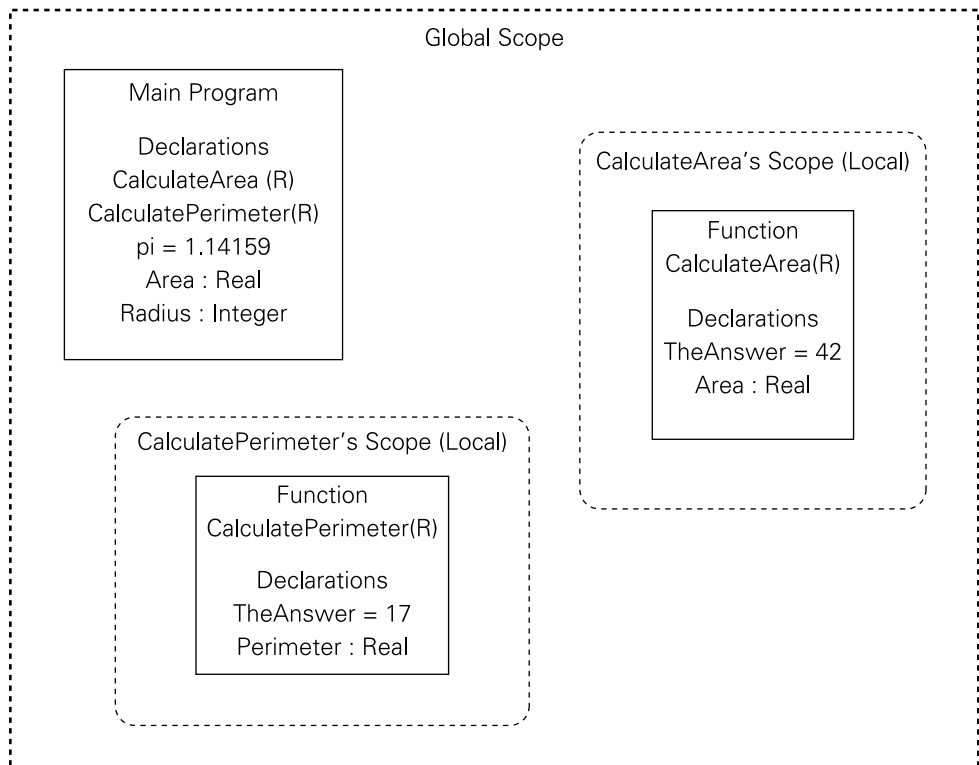 Global Scope
Main Program
Declarations
CalculateArea (R)
CalculatePerimeter(R)
pi = 1.14159
Area : Real
Radius : Integer
CalculateArea's Scope (Local)
Function
CalculateArea(R)
Declarations
TheAnswer = 42
Area : Real
CalculatePerimeter's Scope (Local)
Function
CalculatePerimeter(R)
Declarations
TheAnswer = 17
Perimeter : Real